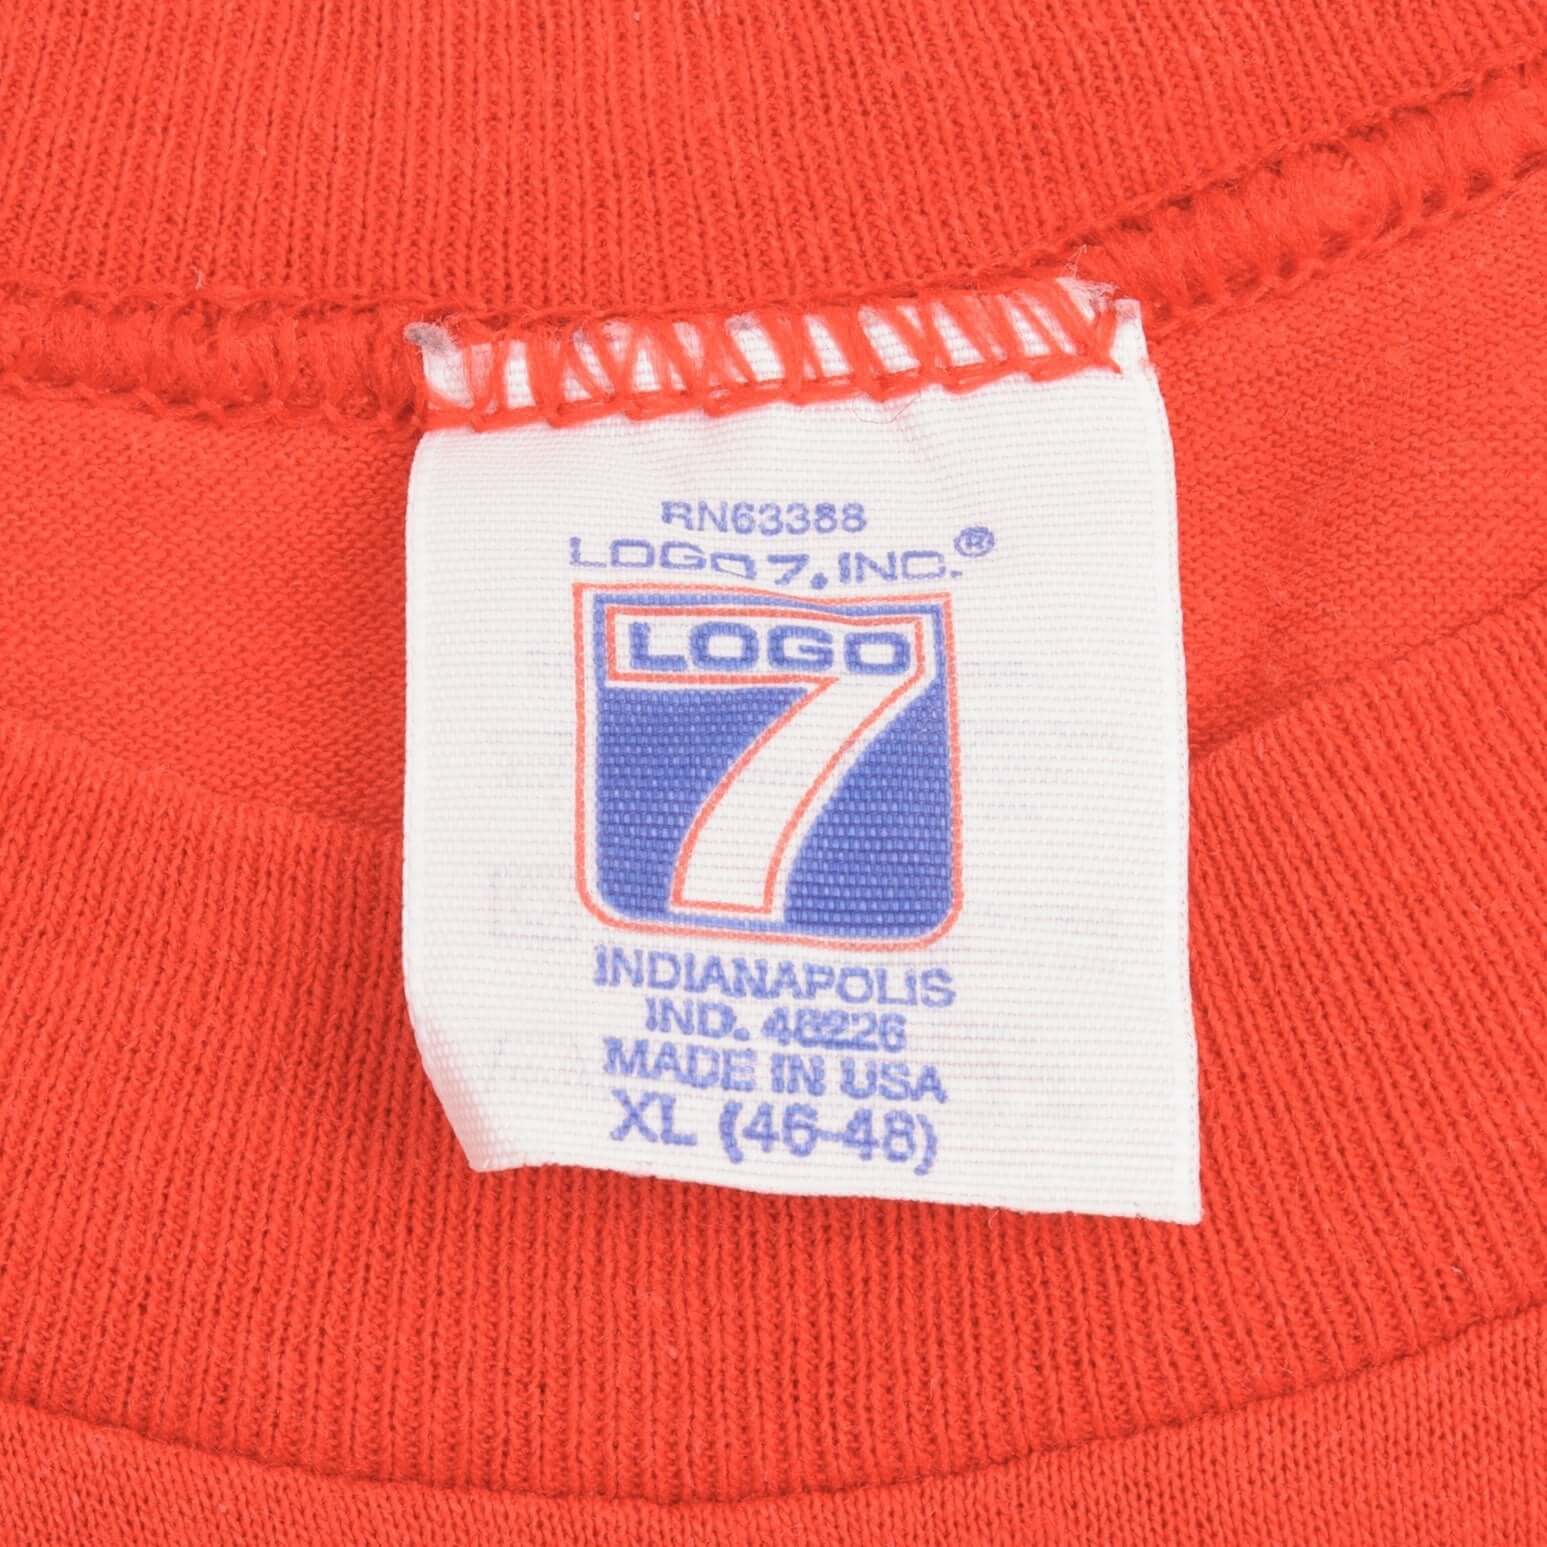 RN63388
LOGO 7, INC.®
LOGO
7
INDIANAPOLIS
IND. 46226
MADE IN USA
XL (46-48)